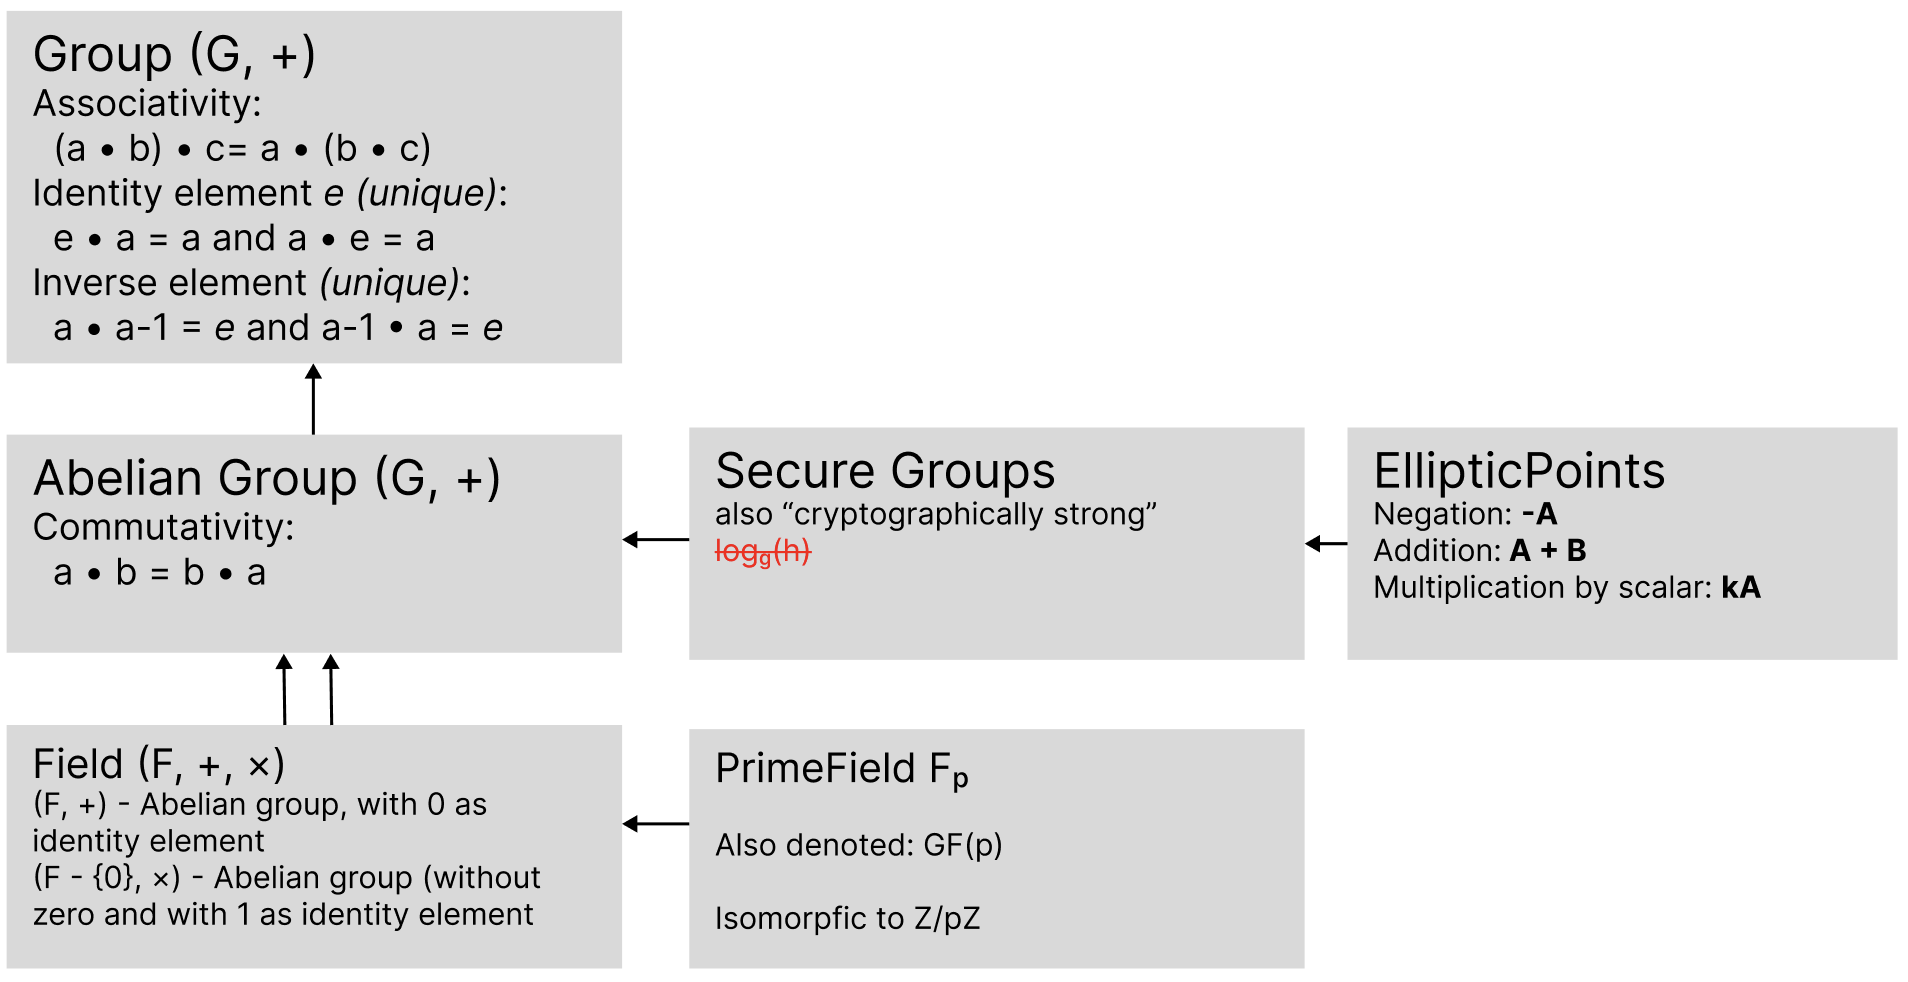 Group (G, +)
Associativity:
(a • b) • c= a • (b • c)
Identity element e (unique):
e • a = a and a • e = a
Inverse element (unique):
a • a-1 = e and a-1 • a = e
Abelian Group (G, +)
Commutativity:
a • b = b • a
Secure Groups
also “cryptographically strong”
logg(h)
EllipticPoints
Negation: -A
Addition: A + B
Multiplication by scalar: kA
Field (F, +, ×)
(F, +) - Abelian group, with 0 as
identity element
(F - {0}, ×) - Abelian group (without
zero and with 1 as identity element
PrimeField Fp
Also denoted: GF(p)
Isomorpfic to Z/pZ